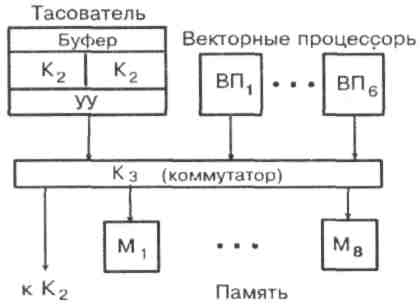 Тасователь
Буфер
Векторные процессоры
K₂ K₂
ВП₁ • • • ВП₆
УУ
K₃ (коммутатор)
M₁ • • • M₈
к K₂
Память